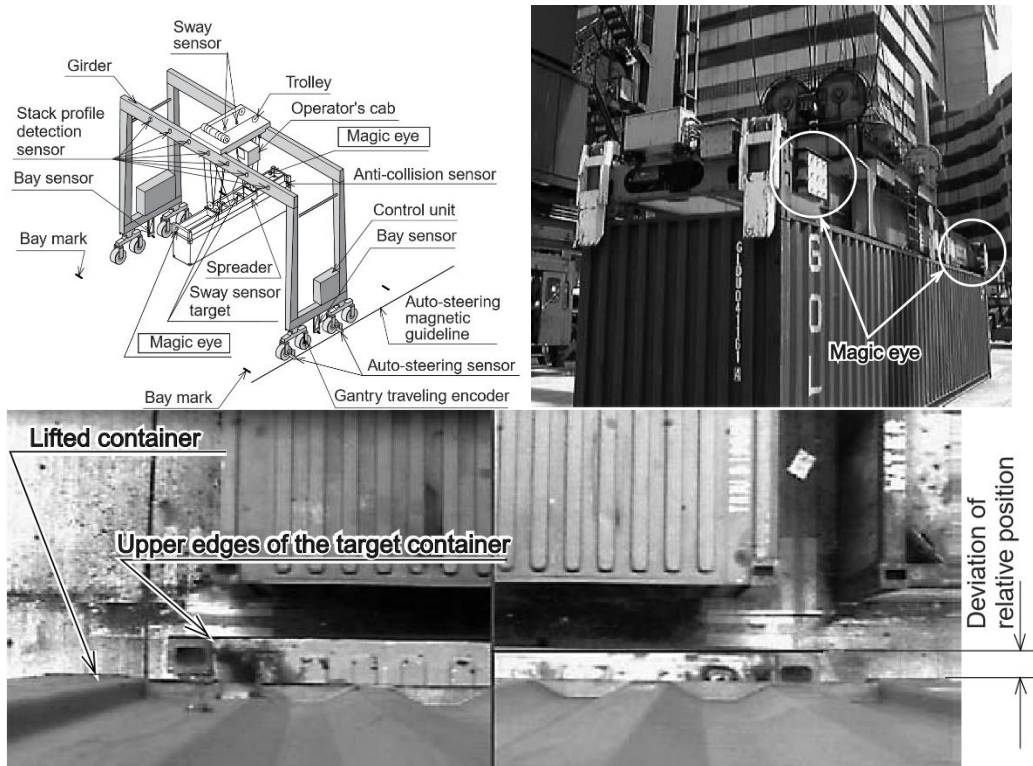 Sway
sensor
Girder
Trolley
Operator's cab
Stack profile
detection
sensor
Magic eye
Bay sensor
Anti-collision sensor
Control unit
Bay sensor
Bay mark
Spreader
Sway sensor
target
Auto-steering
magnetic
guideline
Magic eye
Auto-steering sensor
Bay mark
Gantry traveling encoder
GOL
Magic eye
Lifted container
Upper edges of the target container
Deviation of
relative position